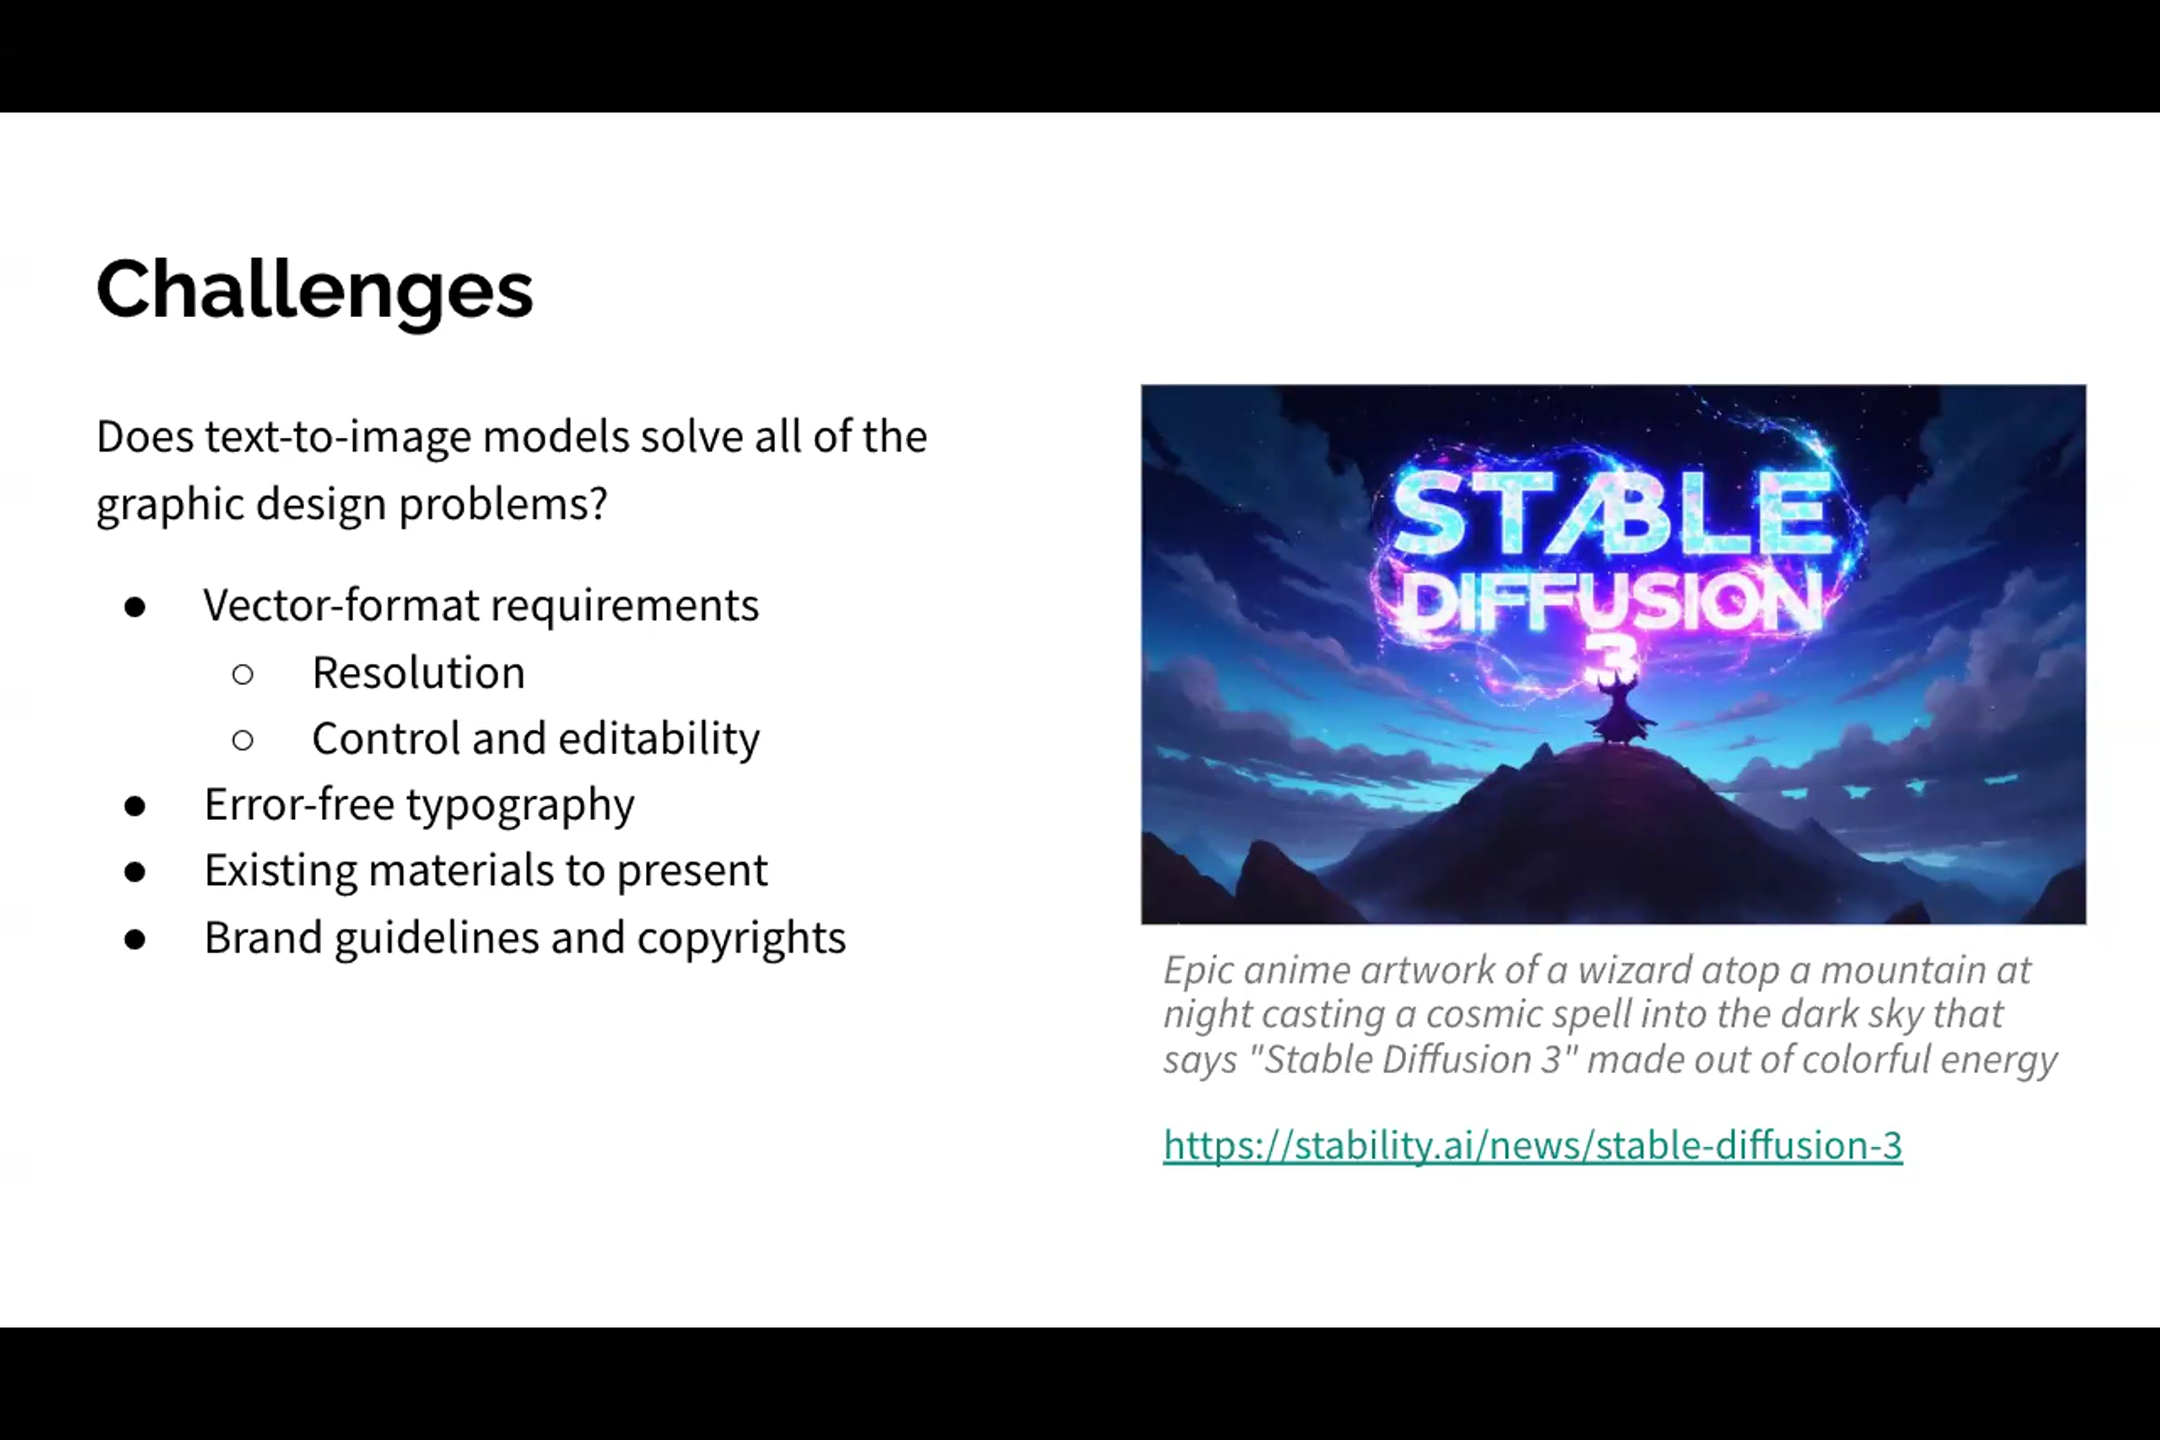 Challenges
Does text-to-image models solve all of the
graphic design problems?
● Vector-format requirements
○ Resolution
○ Control and editability
● Error-free typography
● Existing materials to present
● Brand guidelines and copyrights
STABLE
DIFFUSION
3
Epic anime artwork of a wizard atop a mountain at
night casting a cosmic spell into the dark sky that
says "Stable Diffusion 3" made out of colorful energy
https://stability.ai/news/stable-diffusion-3